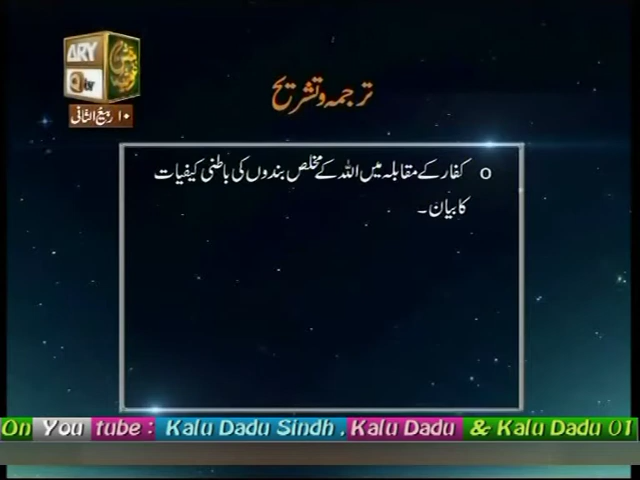 ARY
Qtv
۱۰ ربیع الثانی
ترجمہ و تشریح
o کفار کے مقابلہ میں اللہ کے مخلص بندوں کی باطنی کیفیات
کا بیان۔
On You tube : Kalu Dadu Sindh , Kalu Dadu & Kalu Dadu 01